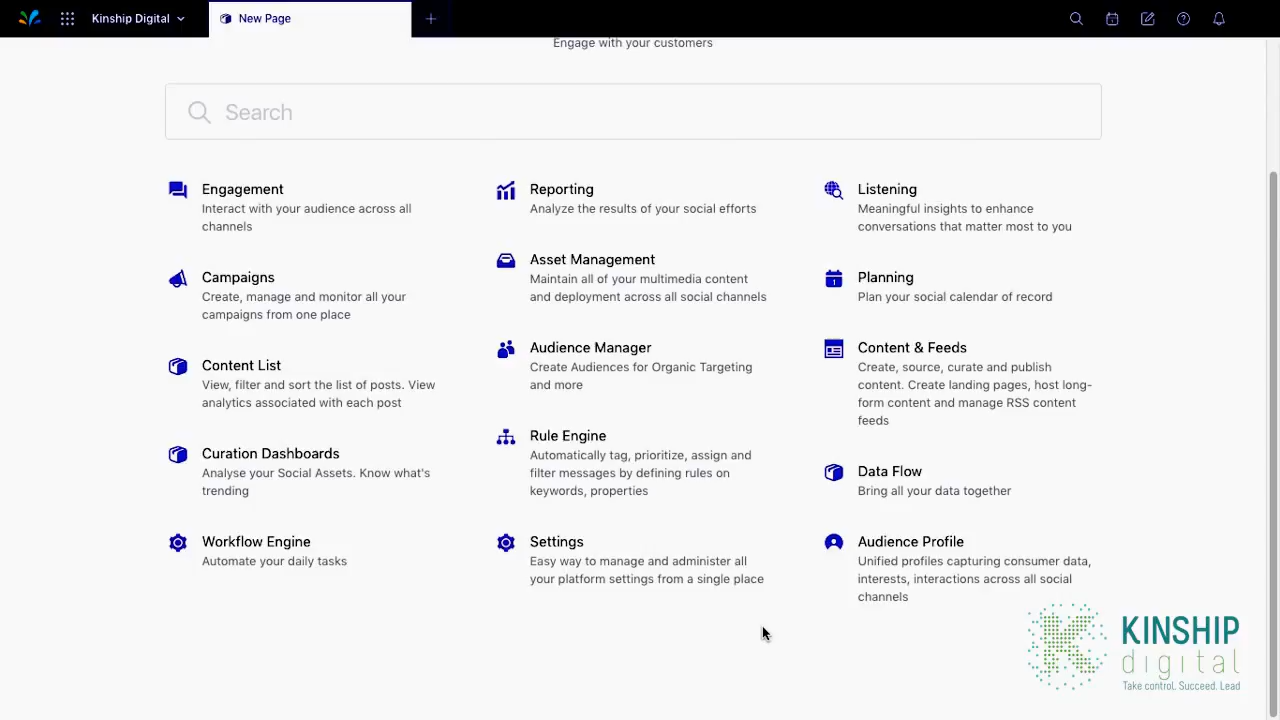 Kinship Digital
New Page
Engage with your customers
Search
Engagement
Interact with your audience across all
channels
Campaigns
Create, manage and monitor all your
campaigns from one place
Content List
View, filter and sort the list of posts. View
analytics associated with each post
Curation Dashboards
Analyse your Social Assets. Know what's
trending
Workflow Engine
Automate your daily tasks
Reporting
Analyze the results of your social efforts
Asset Management
Maintain all of your multimedia content
and deployment across all social channels
Audience Manager
Create Audiences for Organic Targeting
and more
Rule Engine
Automatically tag, prioritize, assign and
filter messages by defining rules on
keywords, properties
Settings
Easy way to manage and administer all
your platform settings from a single place
Listening
Meaningful insights to enhance
conversations that matter most to you
Planning
Plan your social calendar of record
Content & Feeds
Create, source, curate and publish
content. Create landing pages, host long-
form content and manage RSS content
feeds
Data Flow
Bring all your data together
Audience Profile
Unified profiles capturing consumer data,
interests, interactions across all social
channels
KINSHIP
digital
Take control. Succeed. Lead